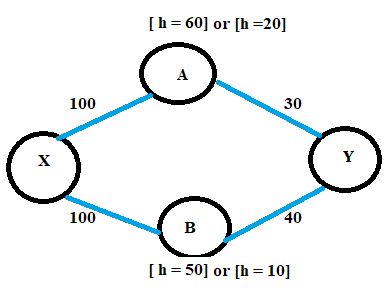 [ h = 60] or [h =20]
A
100
30
X
Y
100
B
40
[ h = 50] or [h = 10]